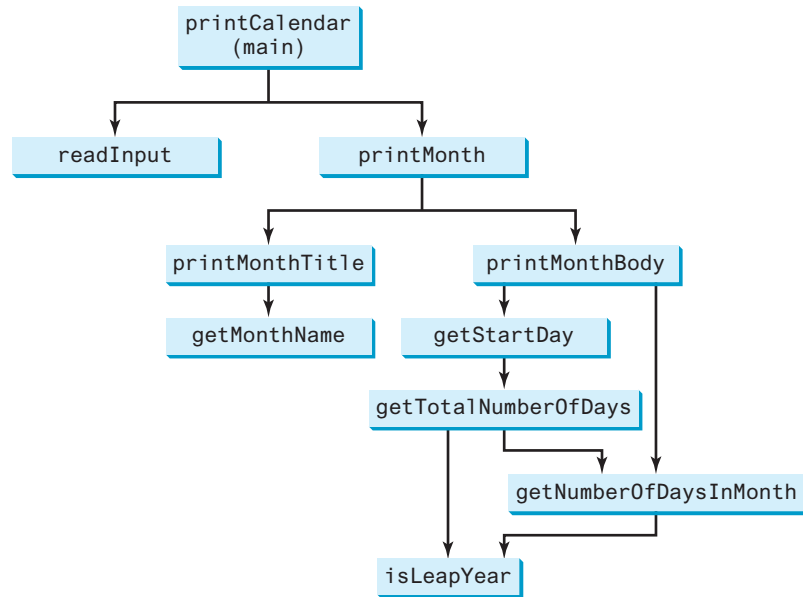 printCalendar
(main)
readInput
printMonth
printMonthTitle
printMonthBody
getMonthName
getStartDay
getTotalNumberOfDays
getNumberOfDaysInMonth
isLeapYear